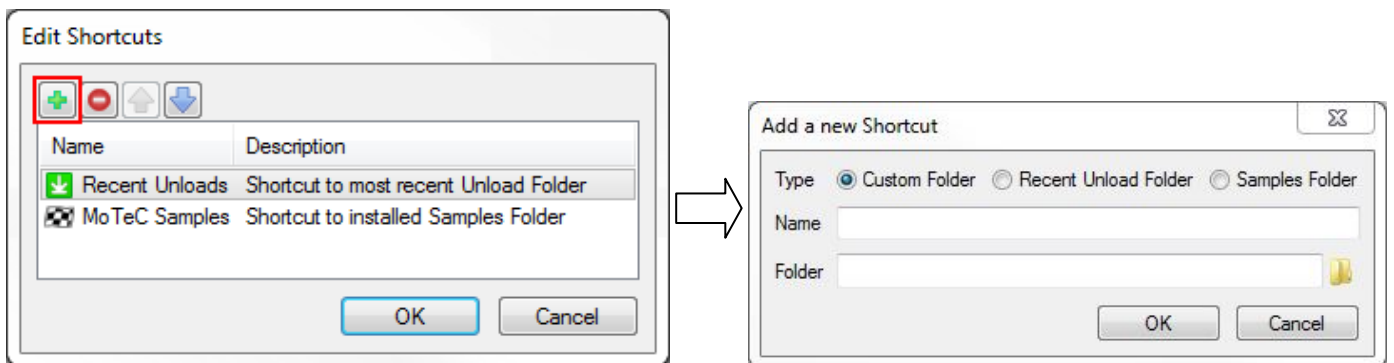 Edit Shortcuts
Name Description
Recent Unloads Shortcut to most recent Unload Folder
MoTeC Samples Shortcut to installed Samples Folder
OK Cancel
Add a new Shortcut
Type Custom Folder Recent Unload Folder Samples Folder
Name
Folder
OK Cancel